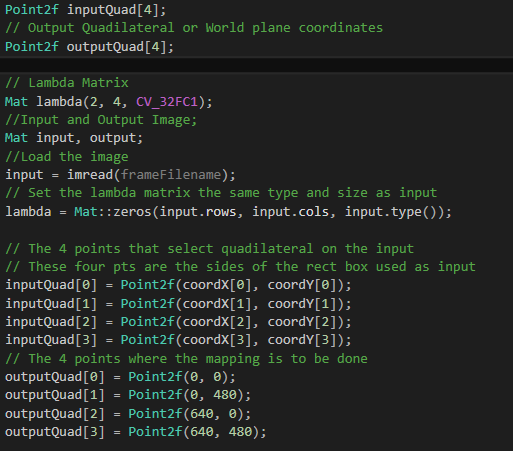 Point2f inputQuad[4];
// Output Quadilateral or World plane coordinates
Point2f outputQuad[4];
// Lambda Matrix
Mat lambda(2, 4, CV_32FC1);
//Input and Output Image;
Mat input, output;
//Load the image
input = imread(frameFilename);
// Set the lambda matrix the same type and size as input
lambda = Mat::zeros(input.rows, input.cols, input.type());
// The 4 points that select quadilateral on the input
// These four pts are the sides of the rect box used as input
inputQuad[0] = Point2f(coordX[0], coordY[0]);
inputQuad[1] = Point2f(coordX[1], coordY[1]);
inputQuad[2] = Point2f(coordX[2], coordY[2]);
inputQuad[3] = Point2f(coordX[3], coordY[3]);
// The 4 points where the mapping is to be done
outputQuad[0] = Point2f(0, 0);
outputQuad[1] = Point2f(0, 480);
outputQuad[2] = Point2f(640, 0);
outputQuad[3] = Point2f(640, 480);